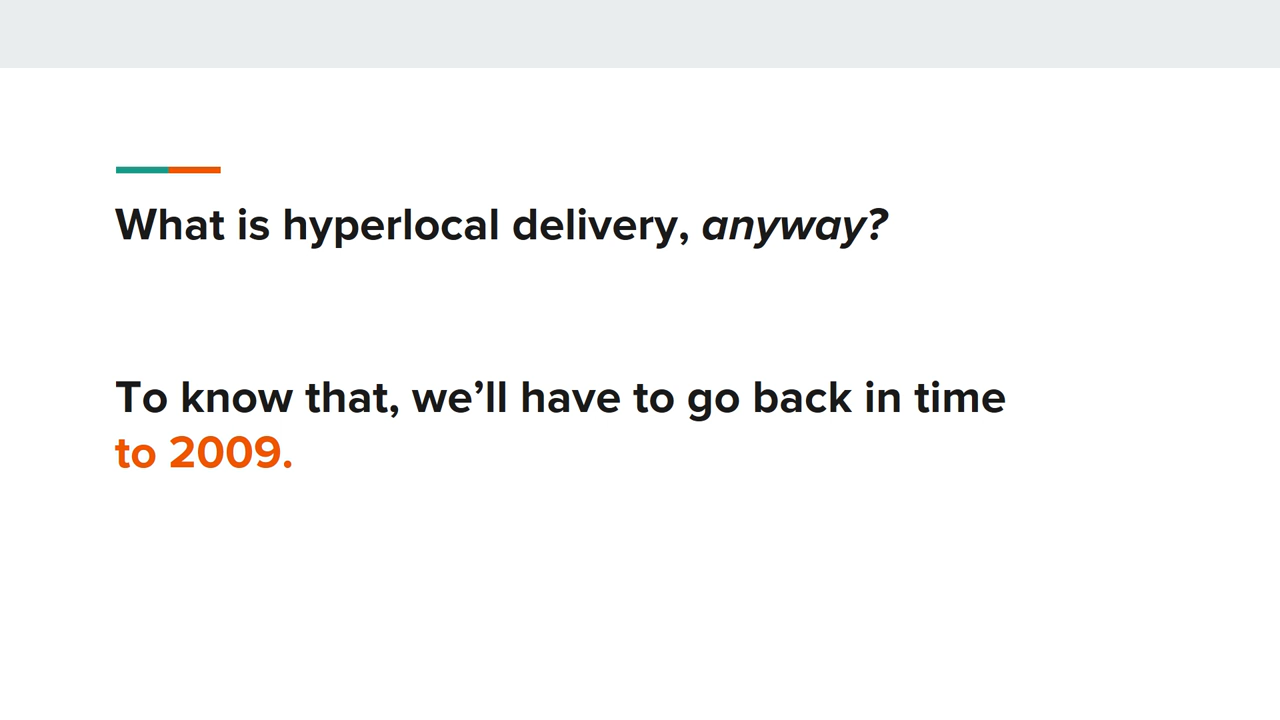 What is hyperlocal delivery, anyway?
To know that, we’ll have to go back in time
to 2009.